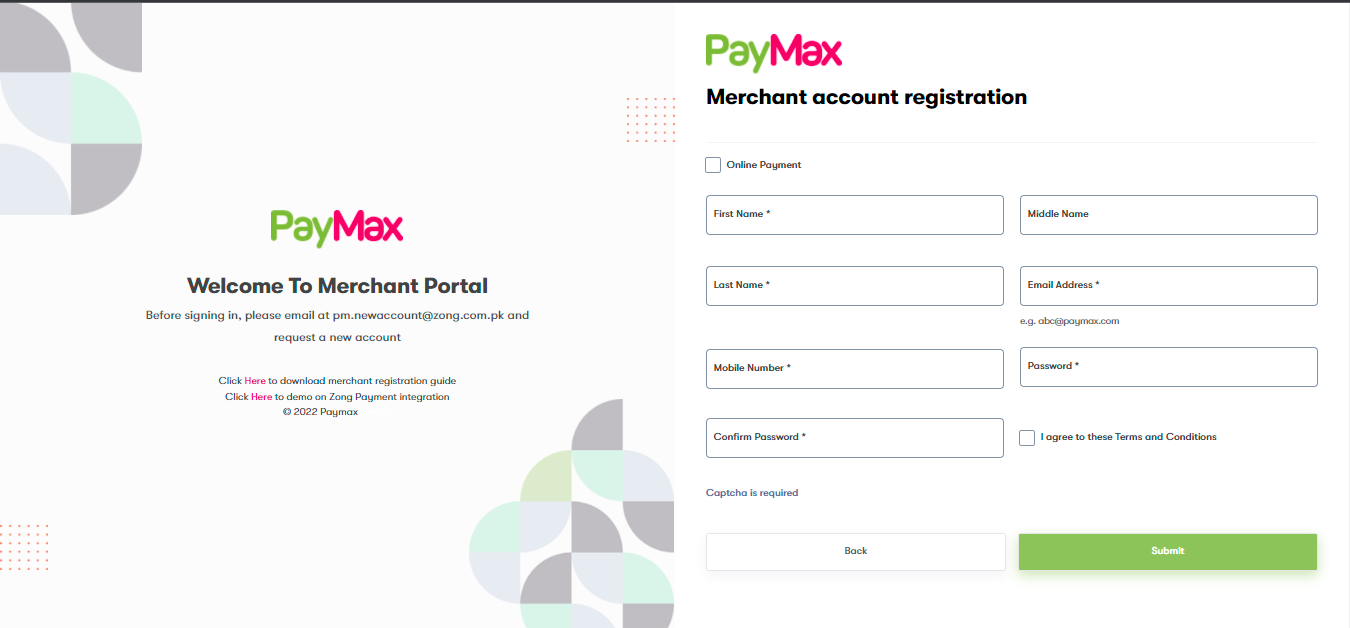 PayMax
Welcome To Merchant Portal
Before signing in, please email at pm.newaccount@zong.com.pk and
request a new account
Click Here to download merchant registration guide
Click Here to demo on Zong Payment integration
© 2022 Paymax
PayMax
Merchant account registration
Online Payment
First Name *
Middle Name
Last Name *
Email Address *
e.g. abc@paymax.com
Mobile Number *
Password *
Confirm Password *
I agree to these Terms and Conditions
Captcha is required
Back
Submit